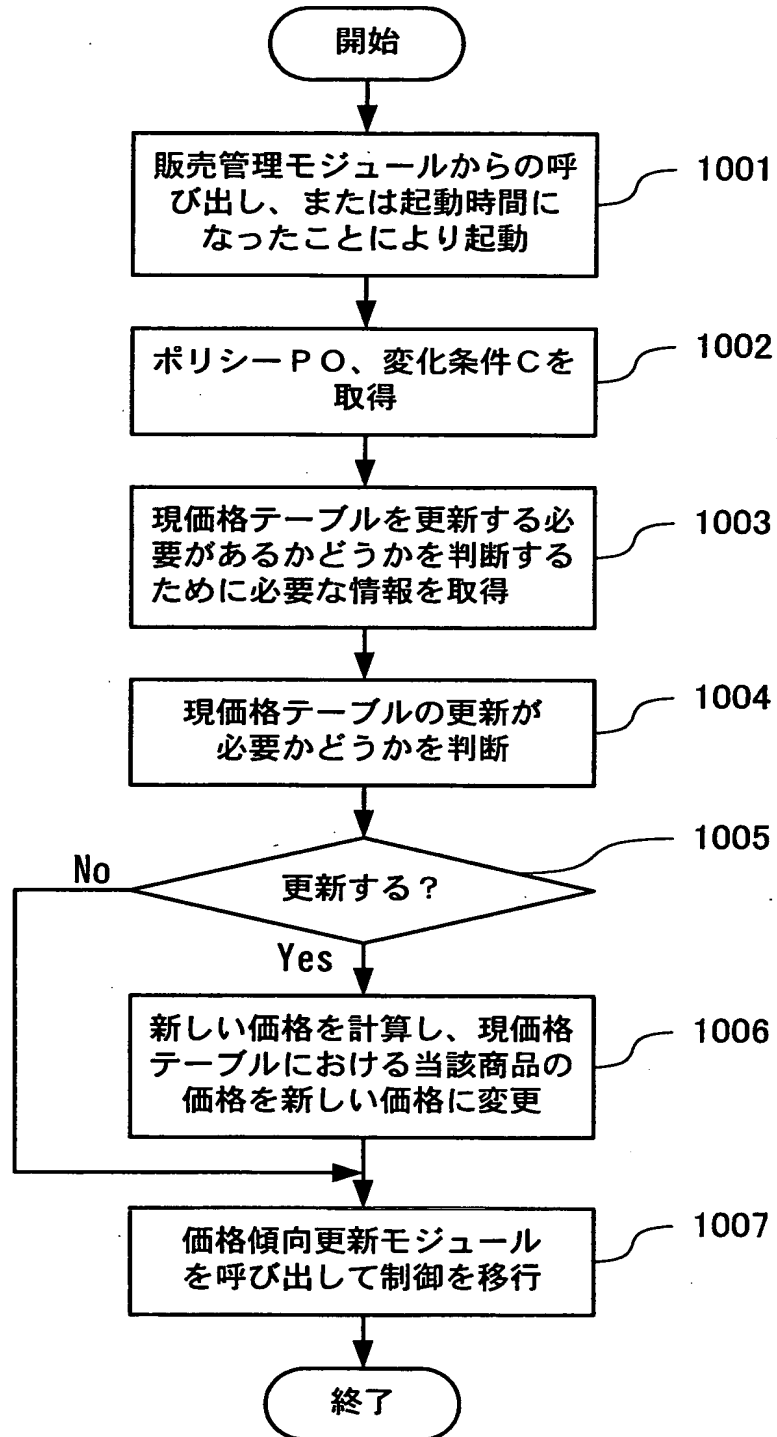 開始
販売管理モジュールからの呼
び出し、または起動時間に
なったことにより起動
1001
ポリシーPO、変化条件Cを
取得
1002
現価格テーブルを更新する必
要があるかどうかを判断する
ために必要な情報を取得
1003
現価格テーブルの更新が
必要かどうかを判断
1004
更新する?
1005
No
Yes
新しい価格を計算し、現価格
テーブルにおける当該商品の
価格を新しい価格に変更
1006
価格傾向更新モジュール
を呼び出して制御を移行
1007
終了